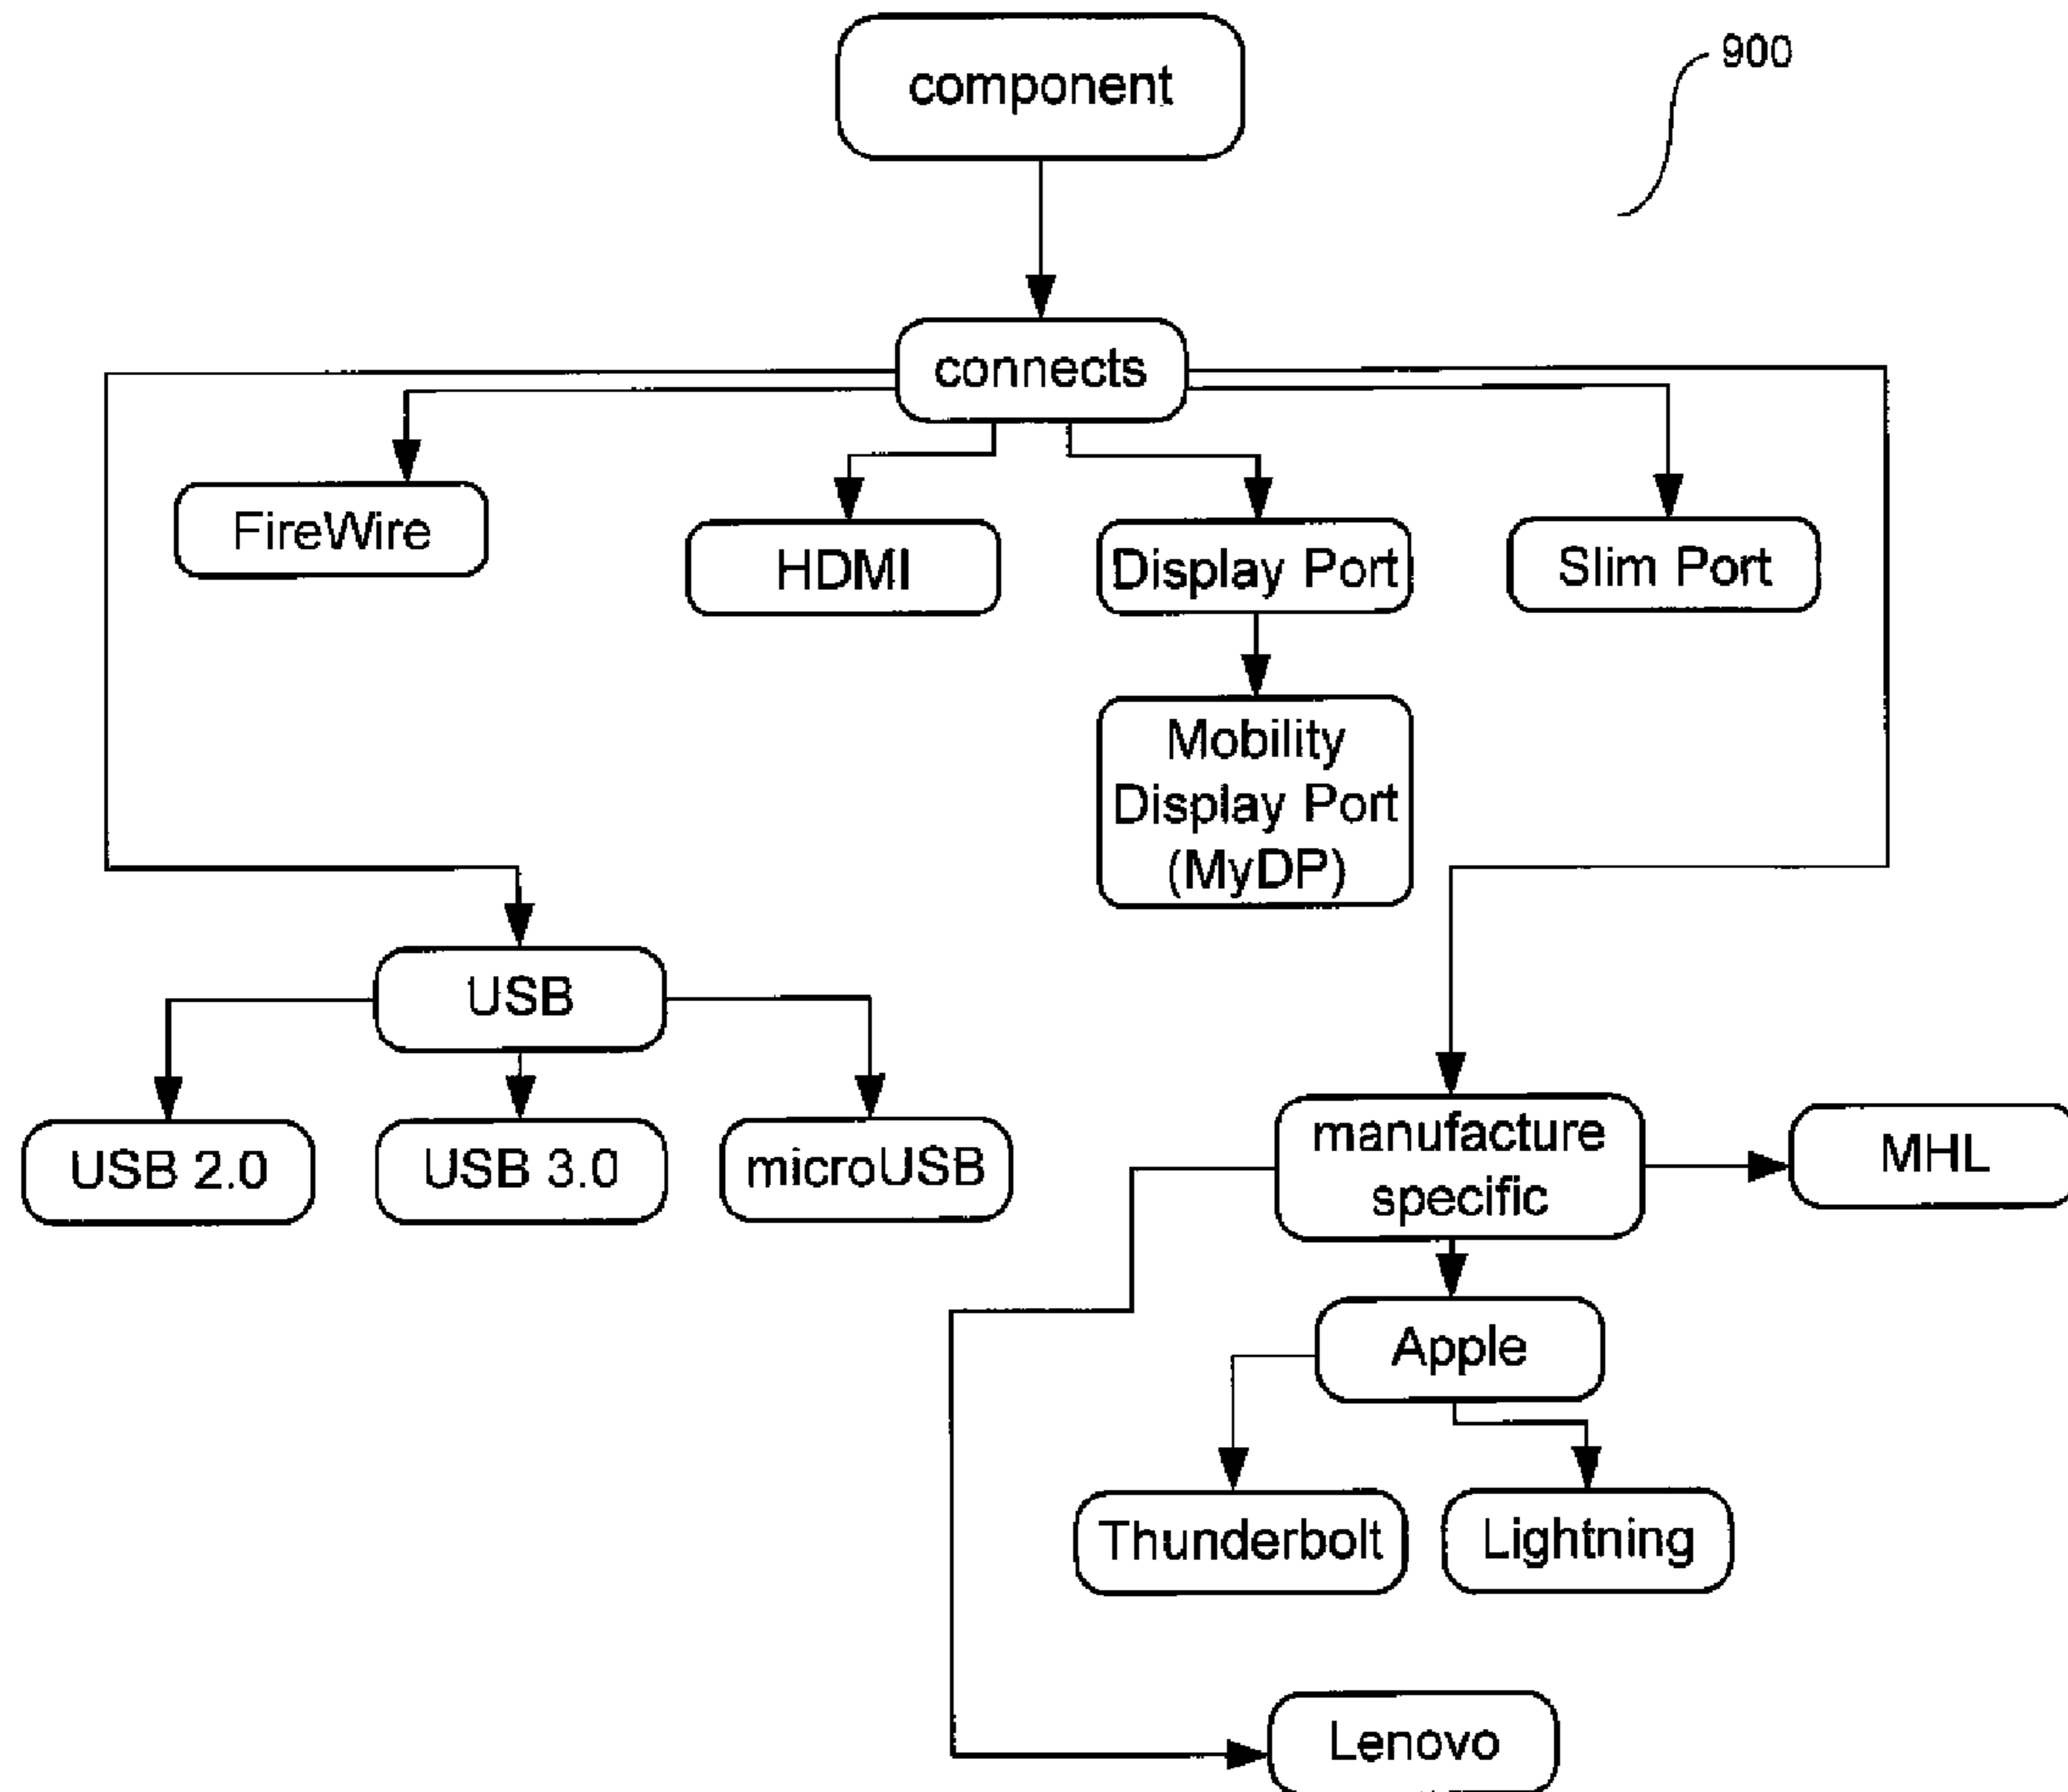 component
900
connects
FireWire
HDMI
Display Port
Slim Port
Mobility
Display Port
(MyDP)
USB
USB 2.0
USB 3.0
microUSB
manufacture
specific
MHL
Apple
Thunderbolt
Lightning
Lenovo